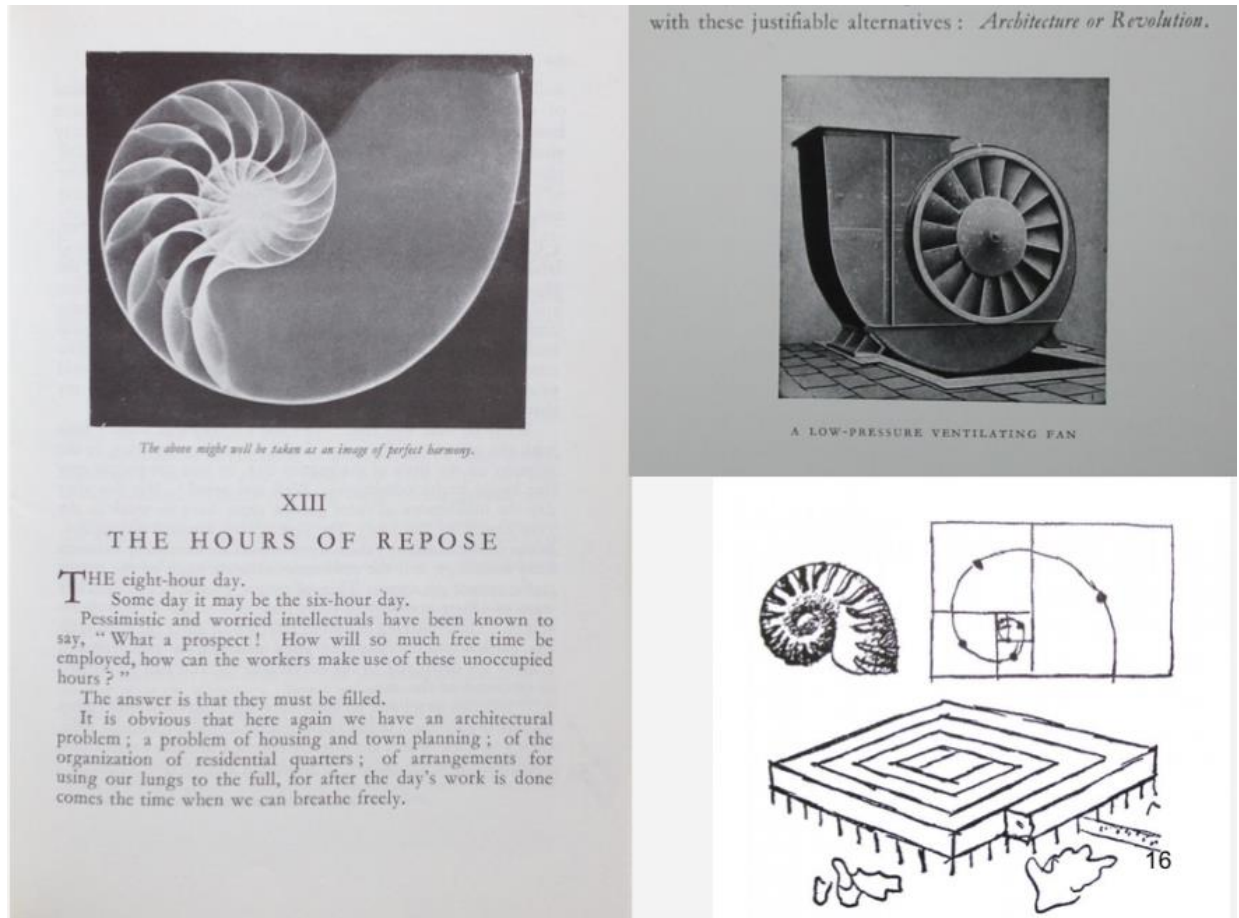 The above might well be taken as an image of perfect harmony.
XIII
THE HOURS OF REPOSE
THE eight-hour day.
Some day it may be the six-hour day.
Pessimistic and worried intellectuals have been known to
say, “ What a prospect ! How will so much free time be
employed, how can the workers make use of these unoccupied
hours ? ”
The answer is that they must be filled.
It is obvious that here again we have an architectural
problem ; a problem of housing and town planning ; of the
organization of residential quarters ; of arrangements for
using our lungs to the full, for after the day's work is done
comes the time when we can breathe freely.
with these justifiable alternatives : Architecture or Revolution.
A LOW-PRESSURE VENTILATING FAN
16